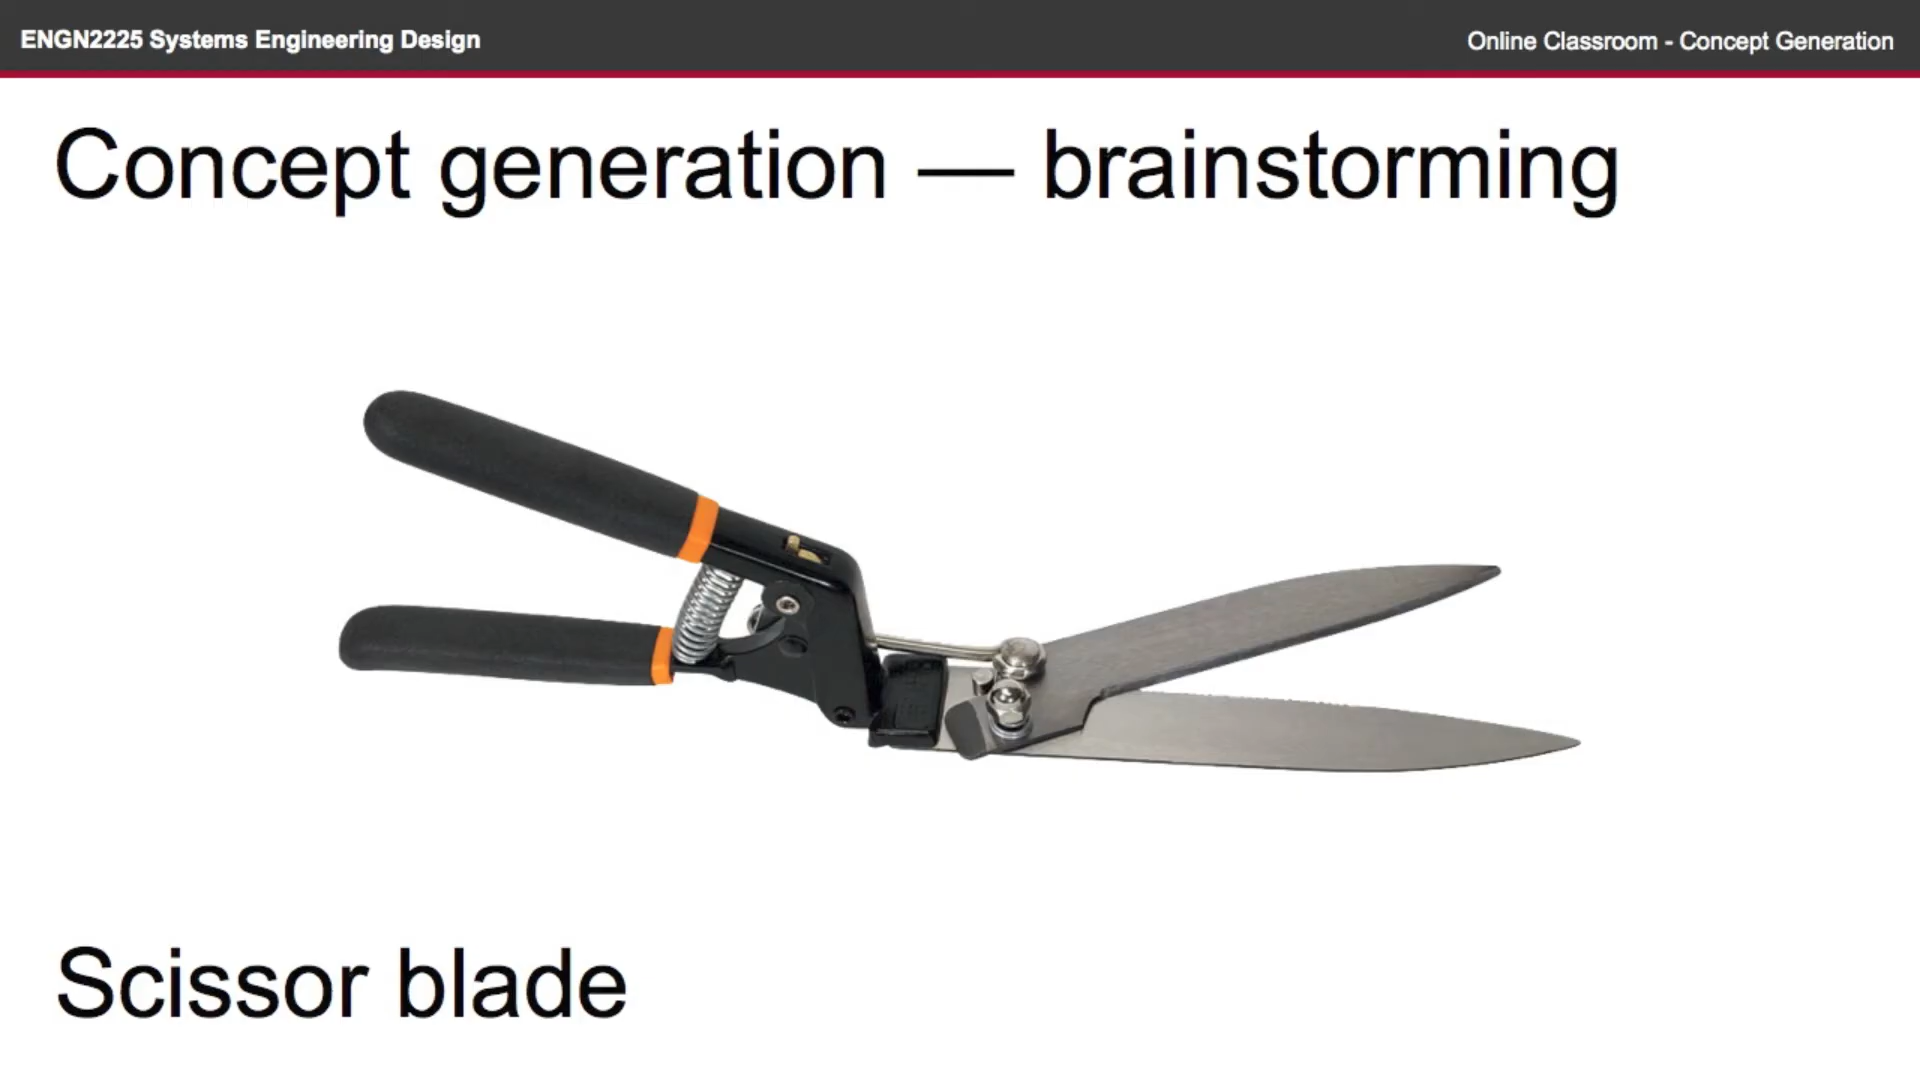 ENGN2225 Systems Engineering Design
Online Classroom - Concept Generation
Concept generation — brainstorming
Scissor blade